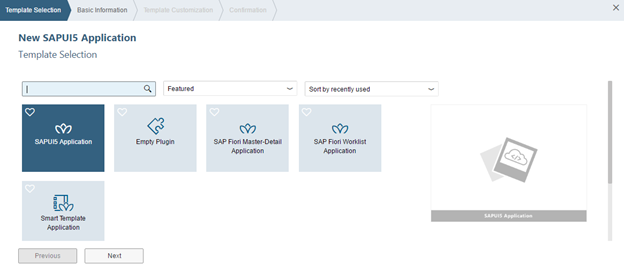 Template Selection Basic Information Template Customization Confirmation
New SAPUI5 Application
Template Selection
Featured Sort by recently used
SAPUI5 Application Empty Plugin SAP Fiori Master-Detail SAP Fiori Worklist
Application Application
SAPUI5 Application
Smart Template
Application
Previous Next